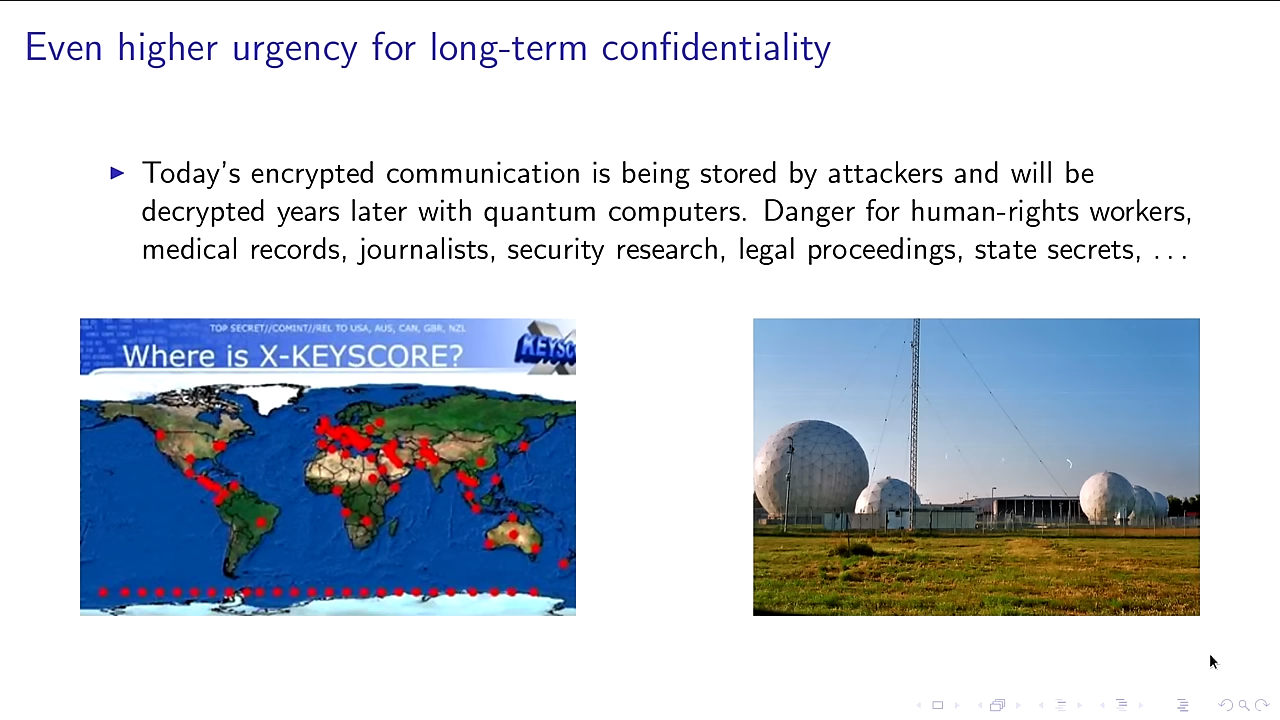 Even higher urgency for long-term confidentiality
Today's encrypted communication is being stored by attackers and will be
decrypted years later with quantum computers. Danger for human-rights workers,
medical records, journalists, security research, legal proceedings, state secrets, . . .
TOP SECRET//COMINT//REL TO USA, AUS, CAN, GBR, NZL
Where is X-KEYSCORE?